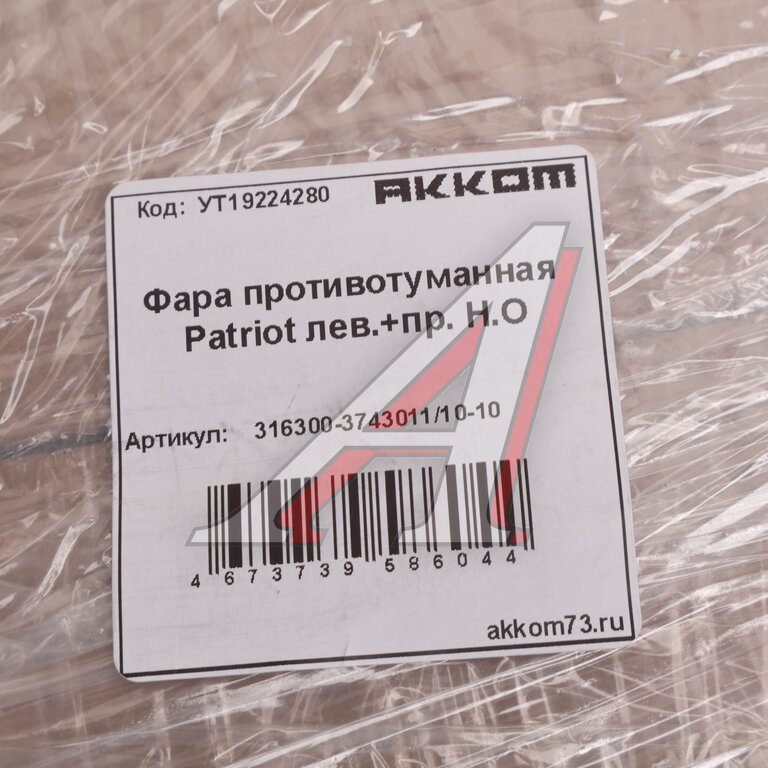 Код: УТ19224280
АККОМ
Фара противотуманная
Patriot лев.+пр. Н.О
Артикул: 316300-3743011/10-10
4 673739 586044
akkom73.ru